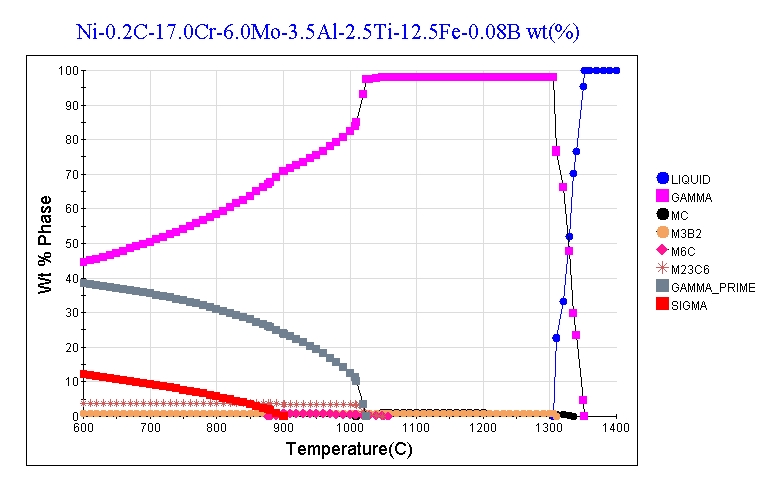 Ni-0.2C-17.0Cr-6.0Mo-3.5Al-2.5Ti-12.5Fe-0.08B wt(%)
100
90
80
70
60
50
40
30
20
10
0
Wt % Phase
600 700 800 900 1000 1100 1200 1300 1400
Temperature(C)
LIQUID
GAMMA
MC
M3B2
M6C
M23C6
GAMMA_PRIME
SIGMA